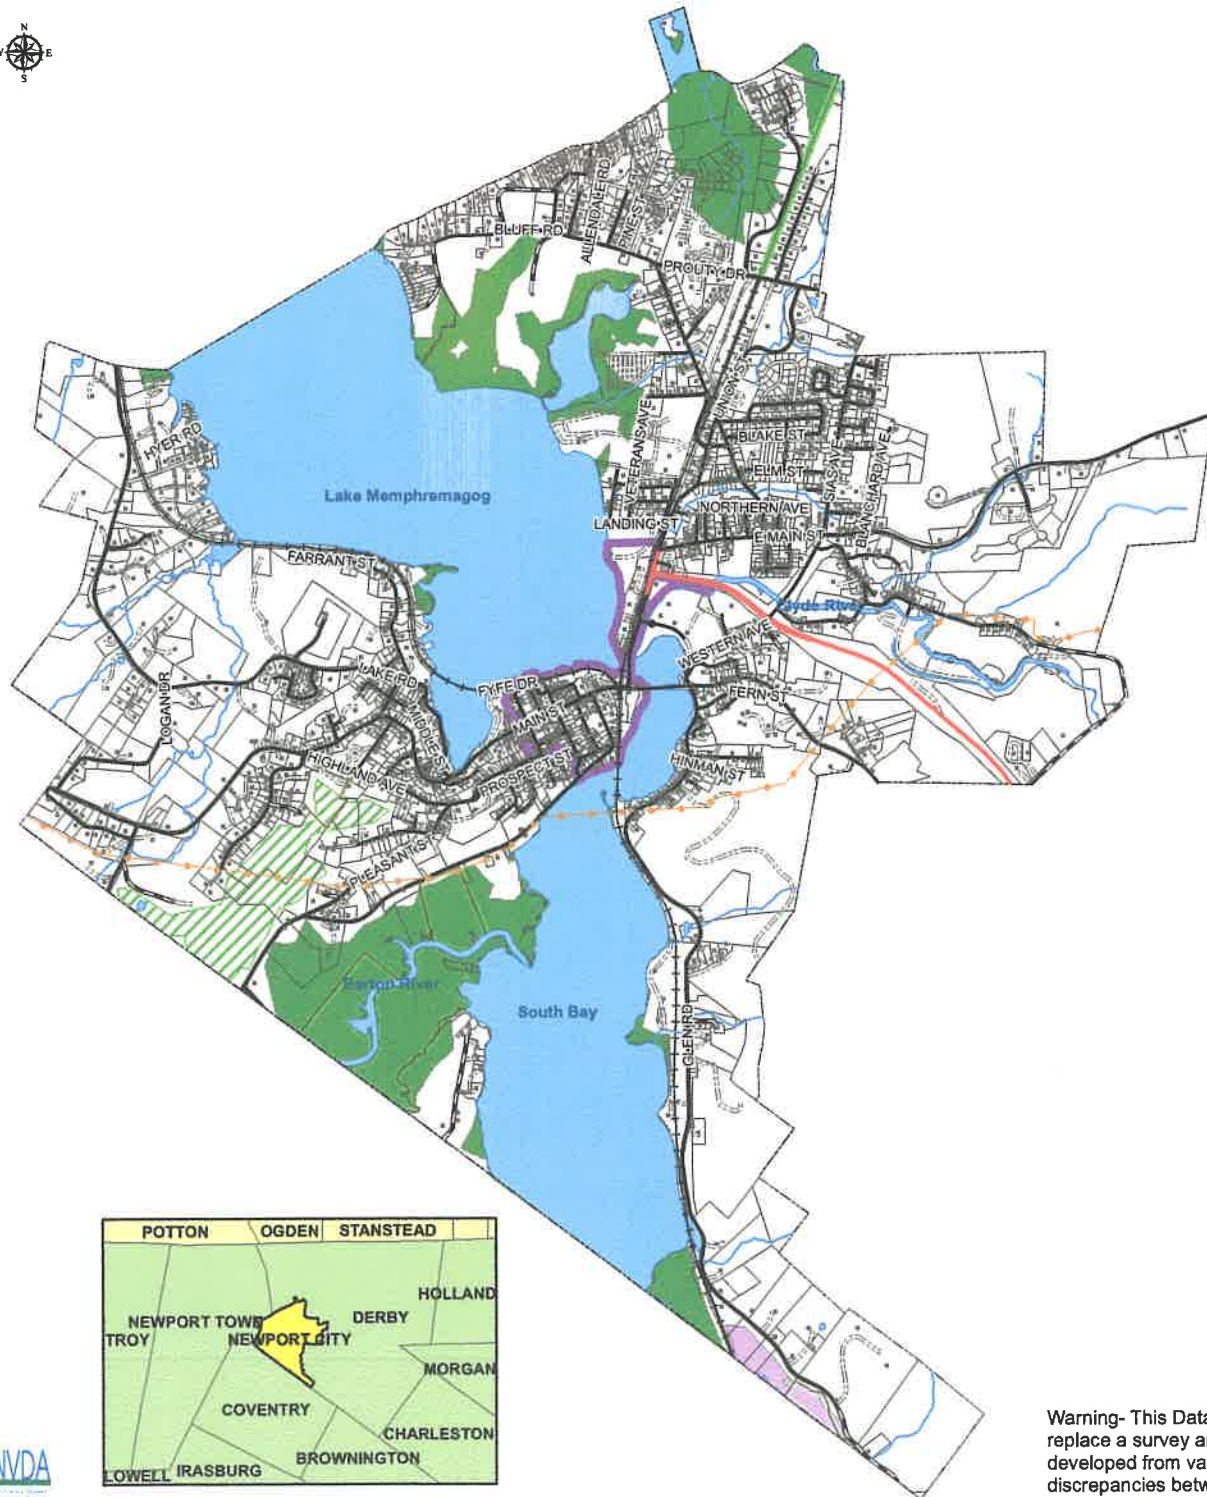 N
E
S
ALLENDALE RD
PINE ST
BLUFF RD
PROUTY DR
UNION ST
VETERANS AVE
BLAKE ST
HYER RD
ELM ST
SIAS AVE
BLANCHARD AVE
Lake Memphremagog
NORTHERN AVE
LANDING ST
E MAIN ST
FARRANT ST
Clyde River
WESTERN AVE
LAKE RD
FYFE DR
FERN ST
LOGAN DR
MIDDLE ST
MAIN ST
HIGHLAND AVE
PROSPECT ST
HINMAN ST
PLEASANT ST
Barton River
South Bay
GLEN RD
POTTON OGDEN STANSTEAD
HOLLAND
NEWPORT TOWN DERBY
TROY NEWPORT CITY
MORGAN
COVENTRY
CHARLESTON
BROWNINGTON
LOWELL IRASBURG
NVDA
Warning- This Data
replace a survey
developed from
discrepancies